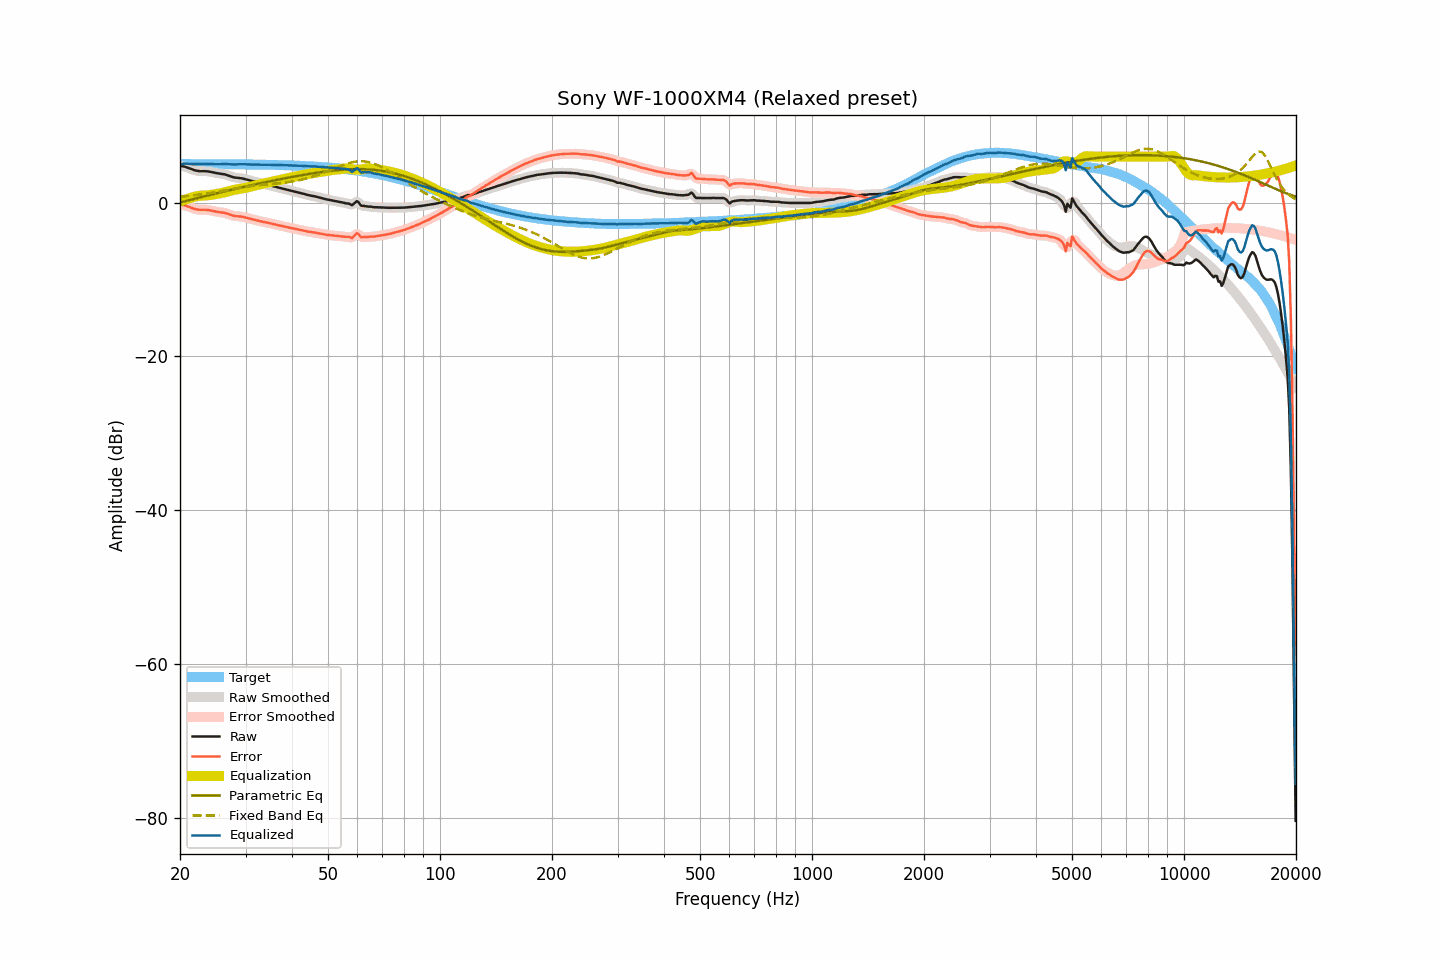 Sony WF-1000XM4 (Relaxed preset)
Amplitude (dBr)
0
−20
−40
−60
−80
Target
Raw Smoothed
Error Smoothed
Raw
Error
Equalization
Parametric Eq
Fixed Band Eq
Equalized
20 50 100 200 500 1000 2000 5000 10000 20000
Frequency (Hz)